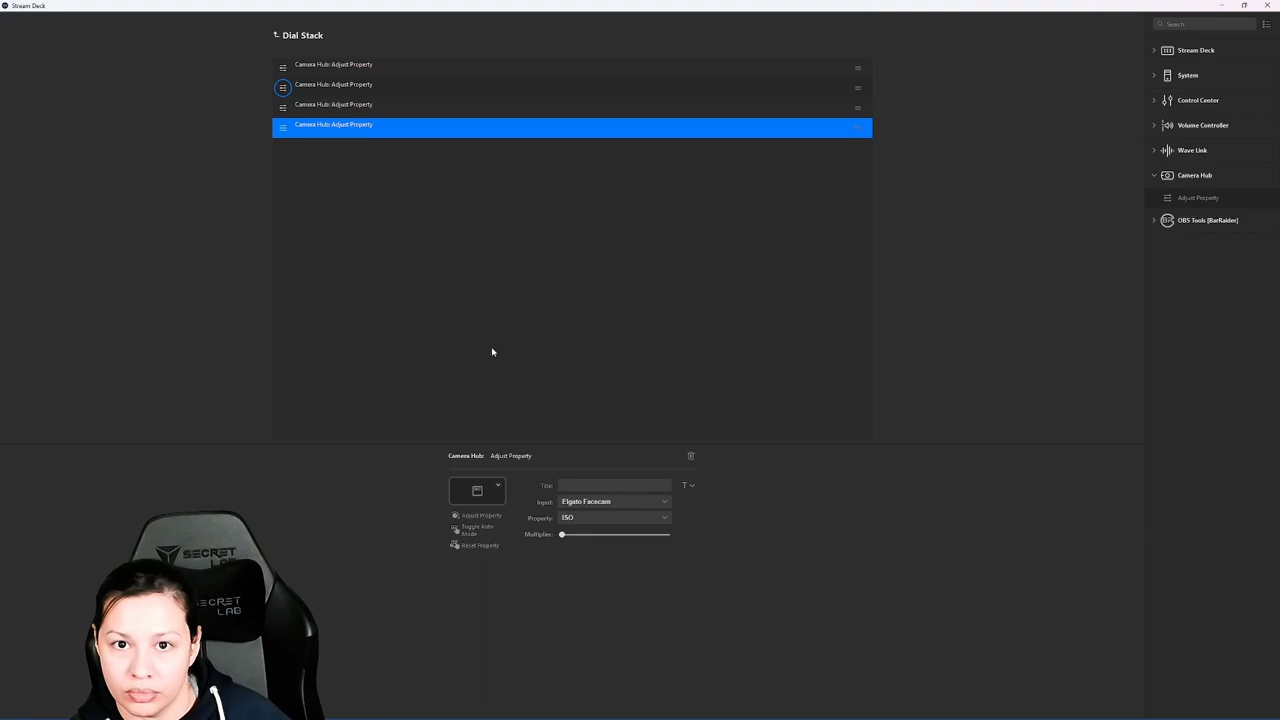 Stream Deck
Dial Stack
Camera Hub: Adjust Property
Camera Hub: Adjust Property
Camera Hub: Adjust Property
Camera Hub: Adjust Property
Search
Stream Deck
System
Control Center
Volume Controller
Wave Link
Camera Hub
Adjust Property
OBS Tools [BarRaider]
Camera Hub: Adjust Property
Title:
T
Input: Elgato Facecam
Property: ISO
Multiplier:
Adjust Property
Toggle Auto
Mode
Reset Property
SECRET
LAB
SECRET
LAB